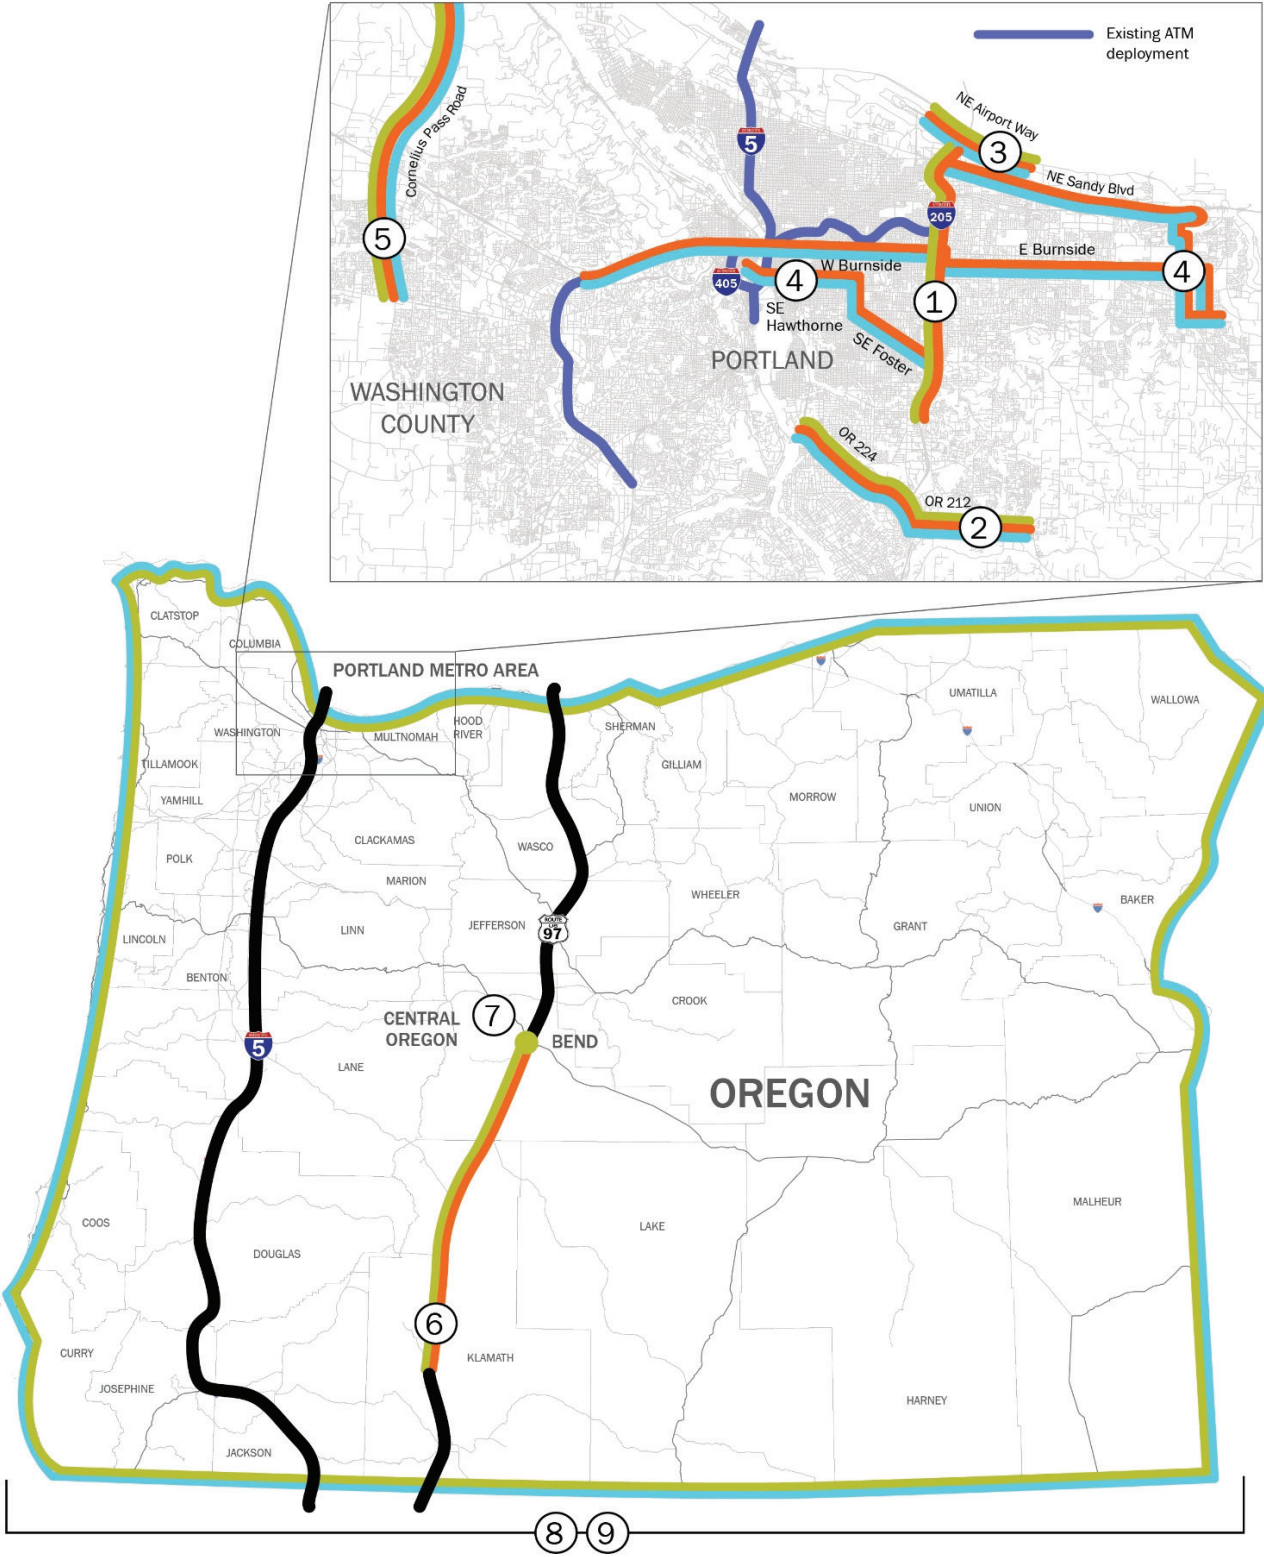 Existing ATM
deployment
Cornelius Pass Road
5
5
NE Airport Way
3
NE Sandy Blvd
205
5
E Burnside
W Burnside
4
4
405
1
SE
Hawthorne
SE Foster
PORTLAND
WASHINGTON
COUNTY
OR 224
OR 212
2
CLATSOP
COLUMBIA
PORTLAND METRO AREA
UMATILLA
WALLOWA
WASHINGTON
MULTNOMAH
HOOD
RIVER
SHERMAN
TILLAMOOK
GILLIAM
YAMHILL
MORROW
UNION
CLACKAMAS
WASCO
POLK
MARION
WHEELER
BAKER
LINCOLN
LINN
JEFFERSON
ROUTE
US
97
GRANT
BENTON
CROOK
7
CENTRAL
OREGON
BEND
5
LANE
OREGON
MALHEUR
COOS
LAKE
DOUGLAS
6
CURRY
KLAMATH
JOSEPHINE
HARNEY
JACKSON
8
9